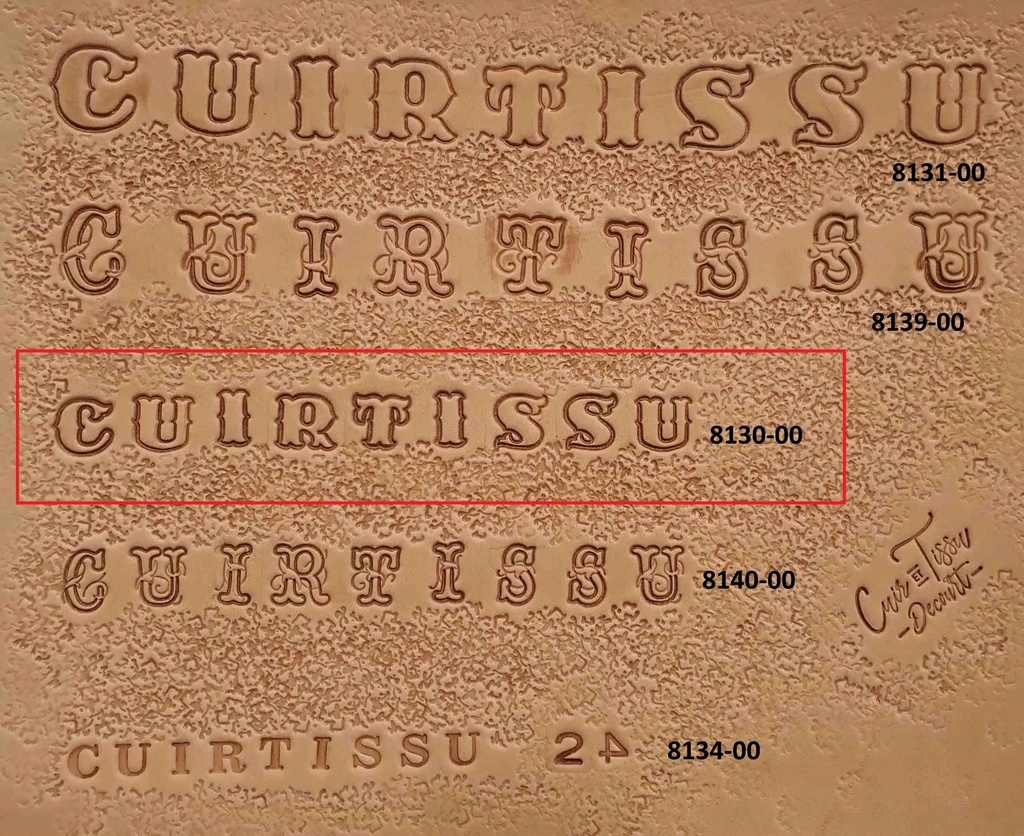 CUIRTISSU
8131-00
CUIRTISSU
8139-00
CUIRTISSU 8130-00
CUIRTISSU 8140-00
Cuir ET Tissu
-Decourt-
CUIRTISSU 24 8134-00